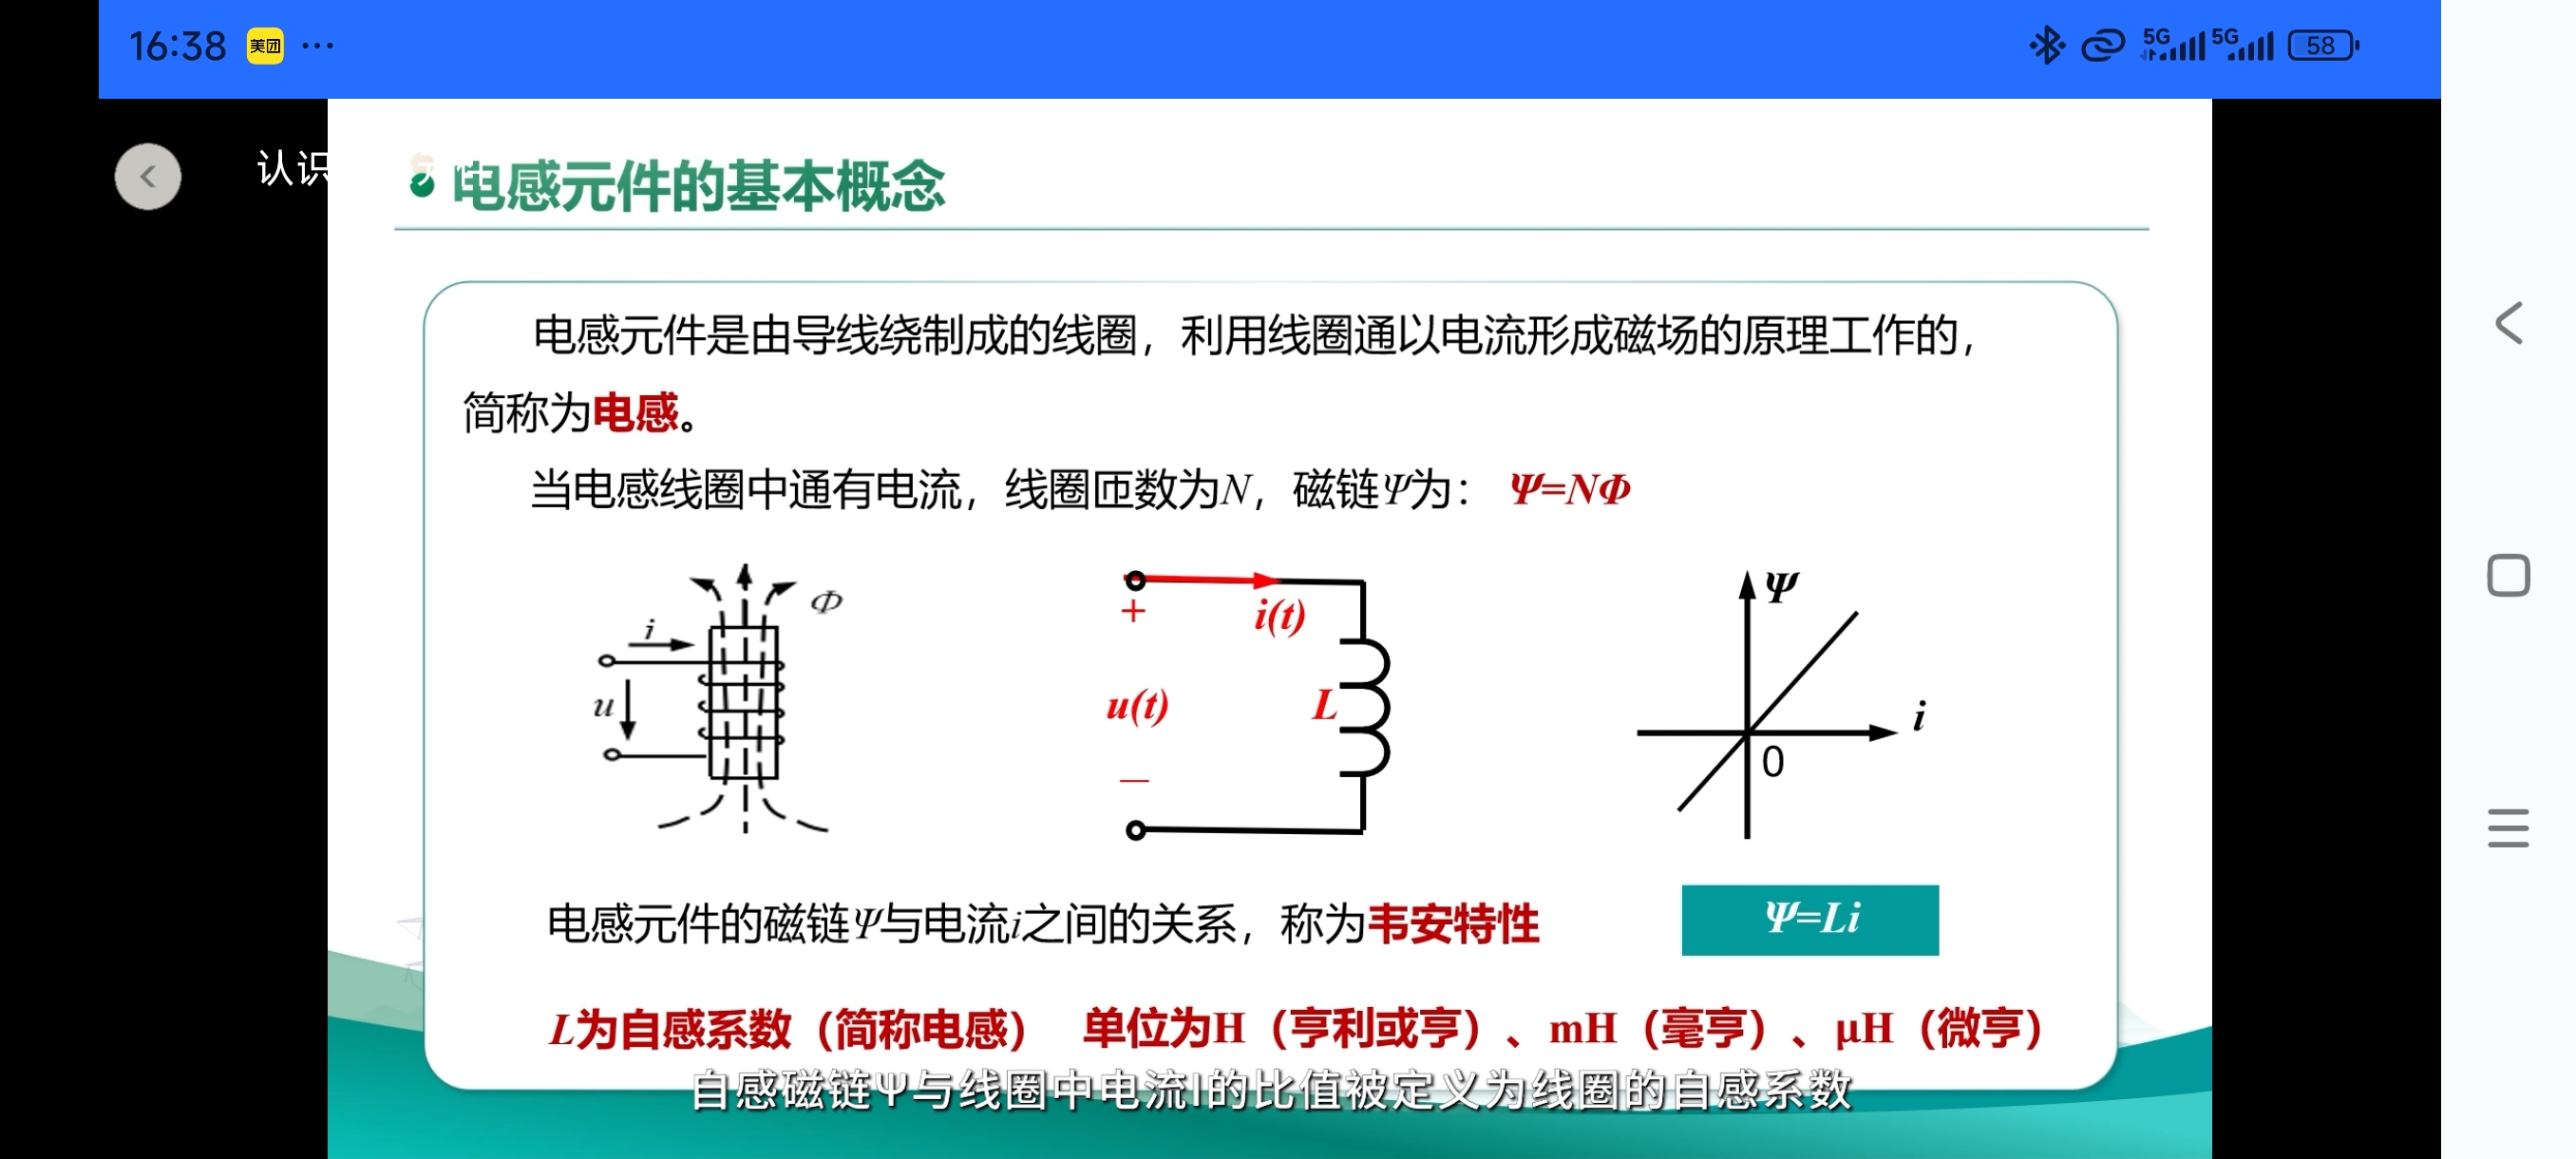 16:38 美团 ...
5G 5G 58
认识
电感元件的基本概念
电感元件是由导线绕制成的线圈，利用线圈通以电流形成磁场的原理工作的，
简称为电感。
当电感线圈中通有电流，线圈匝数为N，磁链Ψ为： Ψ=NΦ
Φ
i
u
+
i(t)
u(t)
L
—
Ψ
i
0
电感元件的磁链Ψ与电流i之间的关系，称为韦安特性
Ψ=Li
L为自感系数（简称电感） 单位为H（亨利或亨）、mH（毫亨）、μH（微亨）
自感磁链Ψ与线圈中电流I的比值被定义为线圈的自感系数